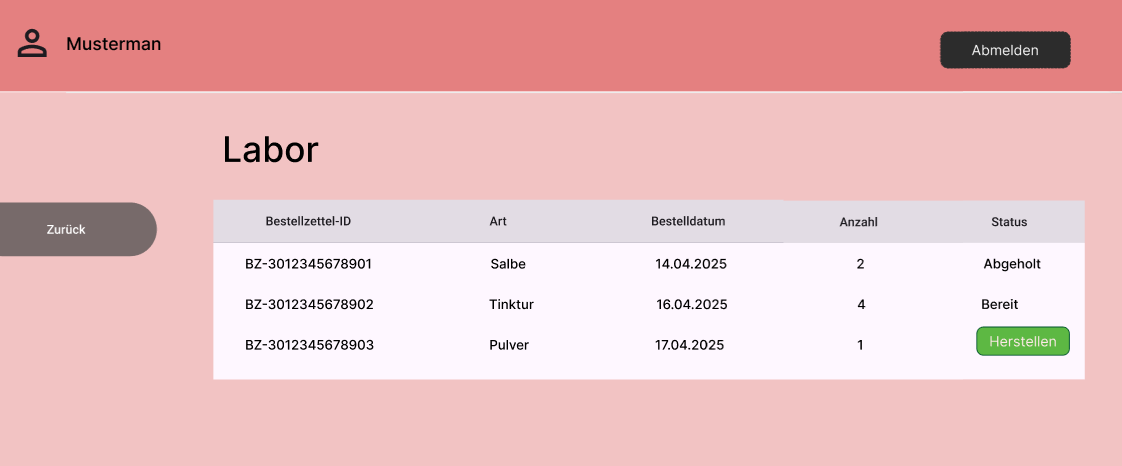 Musterman
Abmelden
Labor
Zurück
Bestellzettel-ID Art Bestelldatum Anzahl Status
BZ-3012345678901 Salbe 14.04.2025 2 Abgeholt
BZ-3012345678902 Tinktur 16.04.2025 4 Bereit
BZ-3012345678903 Pulver 17.04.2025 1 Herstellen